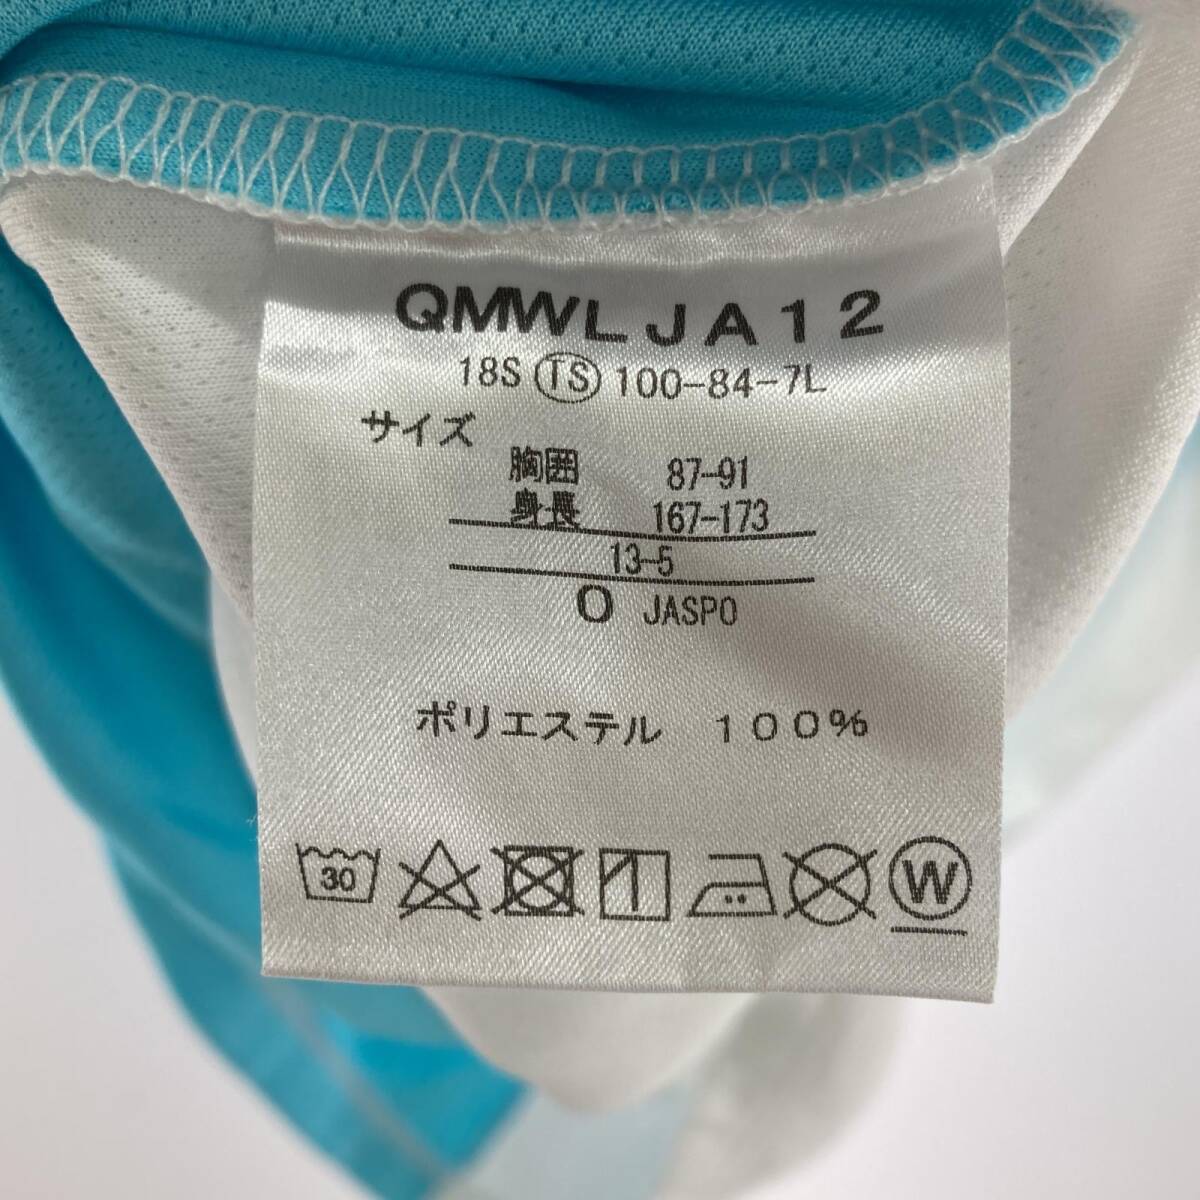 QMWLJA12
18S TS 100-84-7L
サイズ
胸囲 87-91
身長 167-173
13-5
O JASPO
ポリエステル 100%
30
W